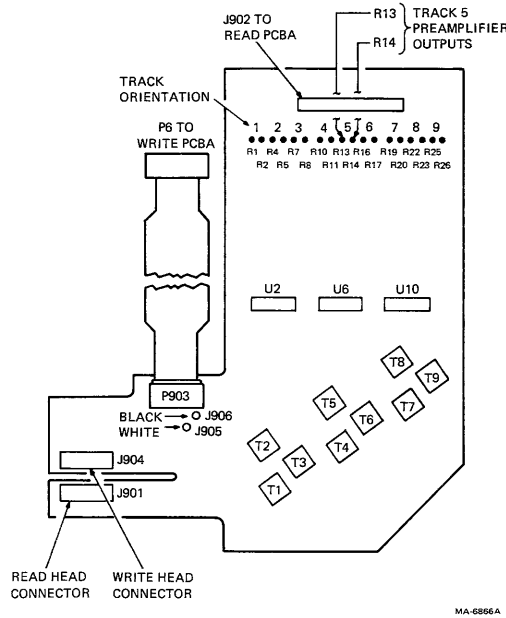 R13
R14
TRACK 5
PREAMPLIFIER
OUTPUTS
J902 TO
READ PCBA
TRACK
ORIENTATION
P6 TO
WRITE PCBA
1 2 3 4 5 6 7 8 9
R1 R4 R7 R10 R13 R16 R19 R22 R25
R2 R5 R8 R11 R14 R17 R20 R23 R26
U2 U6 U10
T8
T9
T5
T7
T6
T2
T4
T3
T1
P903
BLACK J906
WHITE J905
J904
J901
READ HEAD
CONNECTOR
WRITE HEAD
CONNECTOR
MA-6866A